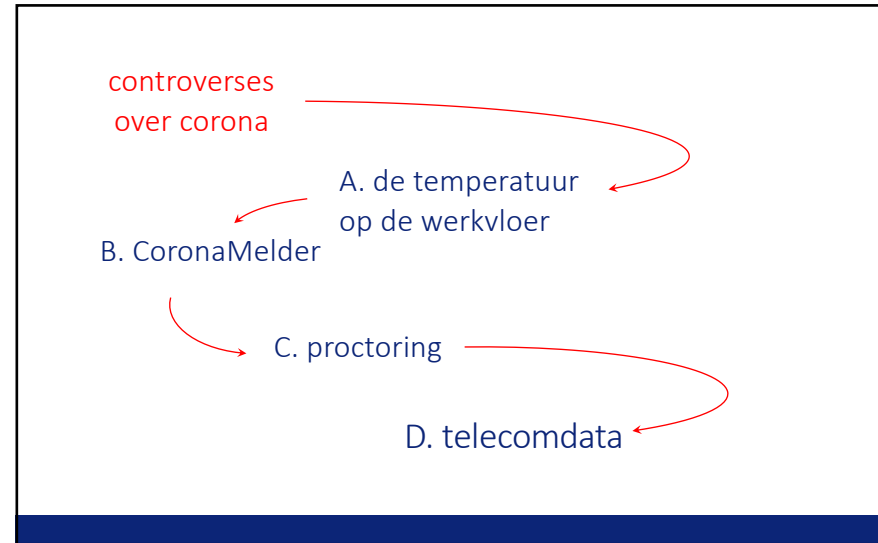 controverses
over corona
A. de temperatuur
op de werkvloer
B. CoronaMelder
C. proctoring
D. telecomdata